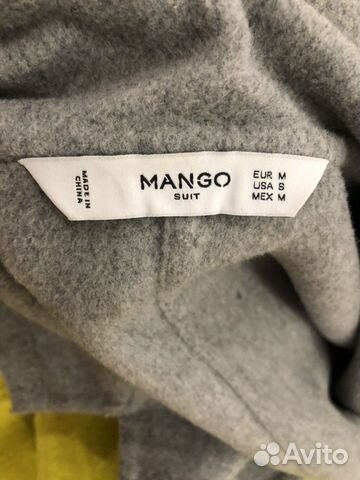 MADE IN
CHINA
MANGO
SUIT
EUR M
USA S
MEX M
Avito